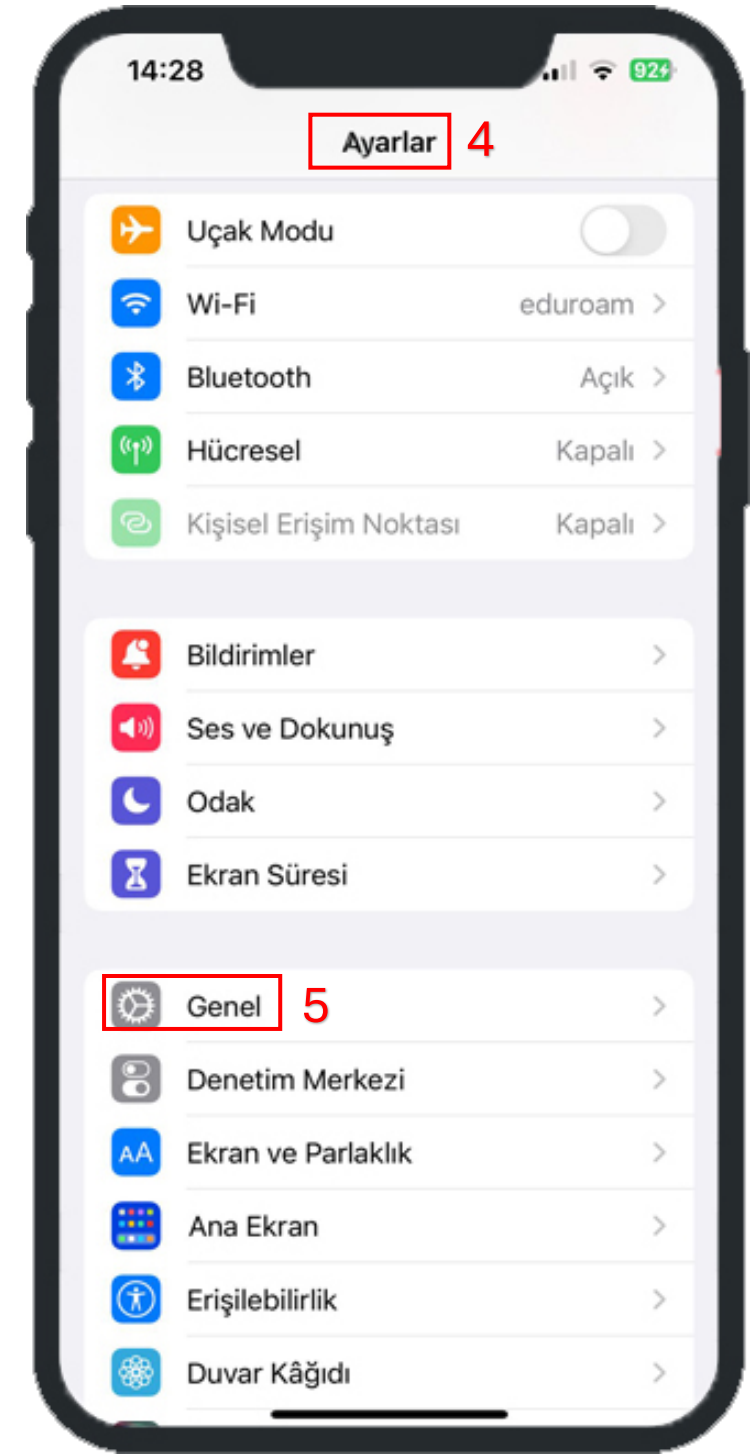 14:28 92
Ayarlar 4
Uçak Modu
Wi-Fi eduroam
Bluetooth Açık
Hücresel Kapalı
Kişisel Erişim Noktası Kapalı
Bildirimler
Ses ve Dokunuş
Odak
Ekran Süresi
Genel 5
Denetim Merkezi
AA Ekran ve Parlaklık
Ana Ekran
Erişilebilirlik
Duvar Kâğıdı